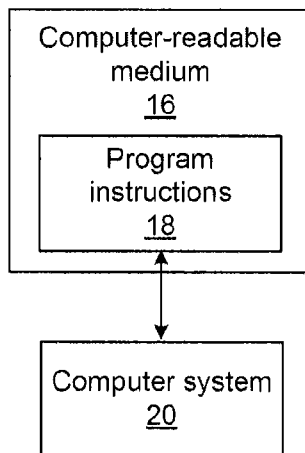 Computer-readable
medium
16
Program
instructions
18
Computer system
20